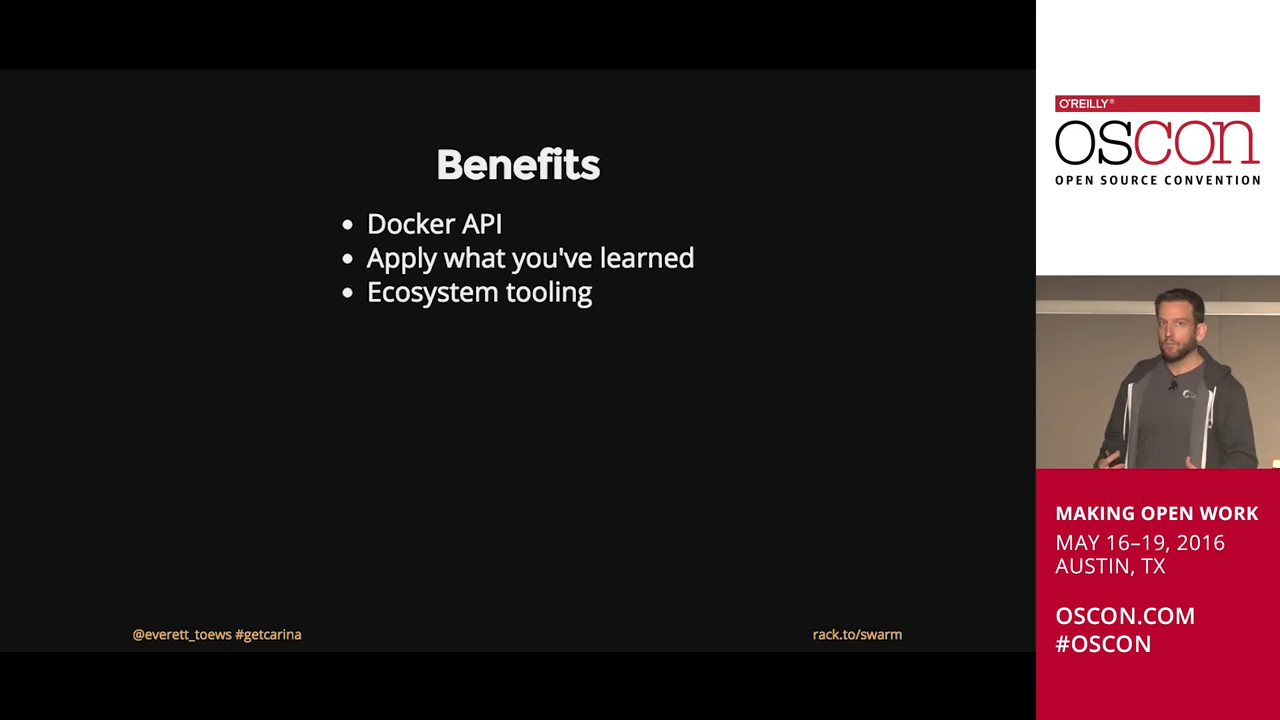 Benefits
• Docker API
• Apply what you've learned
• Ecosystem tooling
@everett_toews #getcarina
rack.to/swarm
O'REILLY®
OSCON
OPEN SOURCE CONVENTION
MAKING OPEN WORK
MAY 16–19, 2016
AUSTIN, TX
OSCON.COM
#OSCON